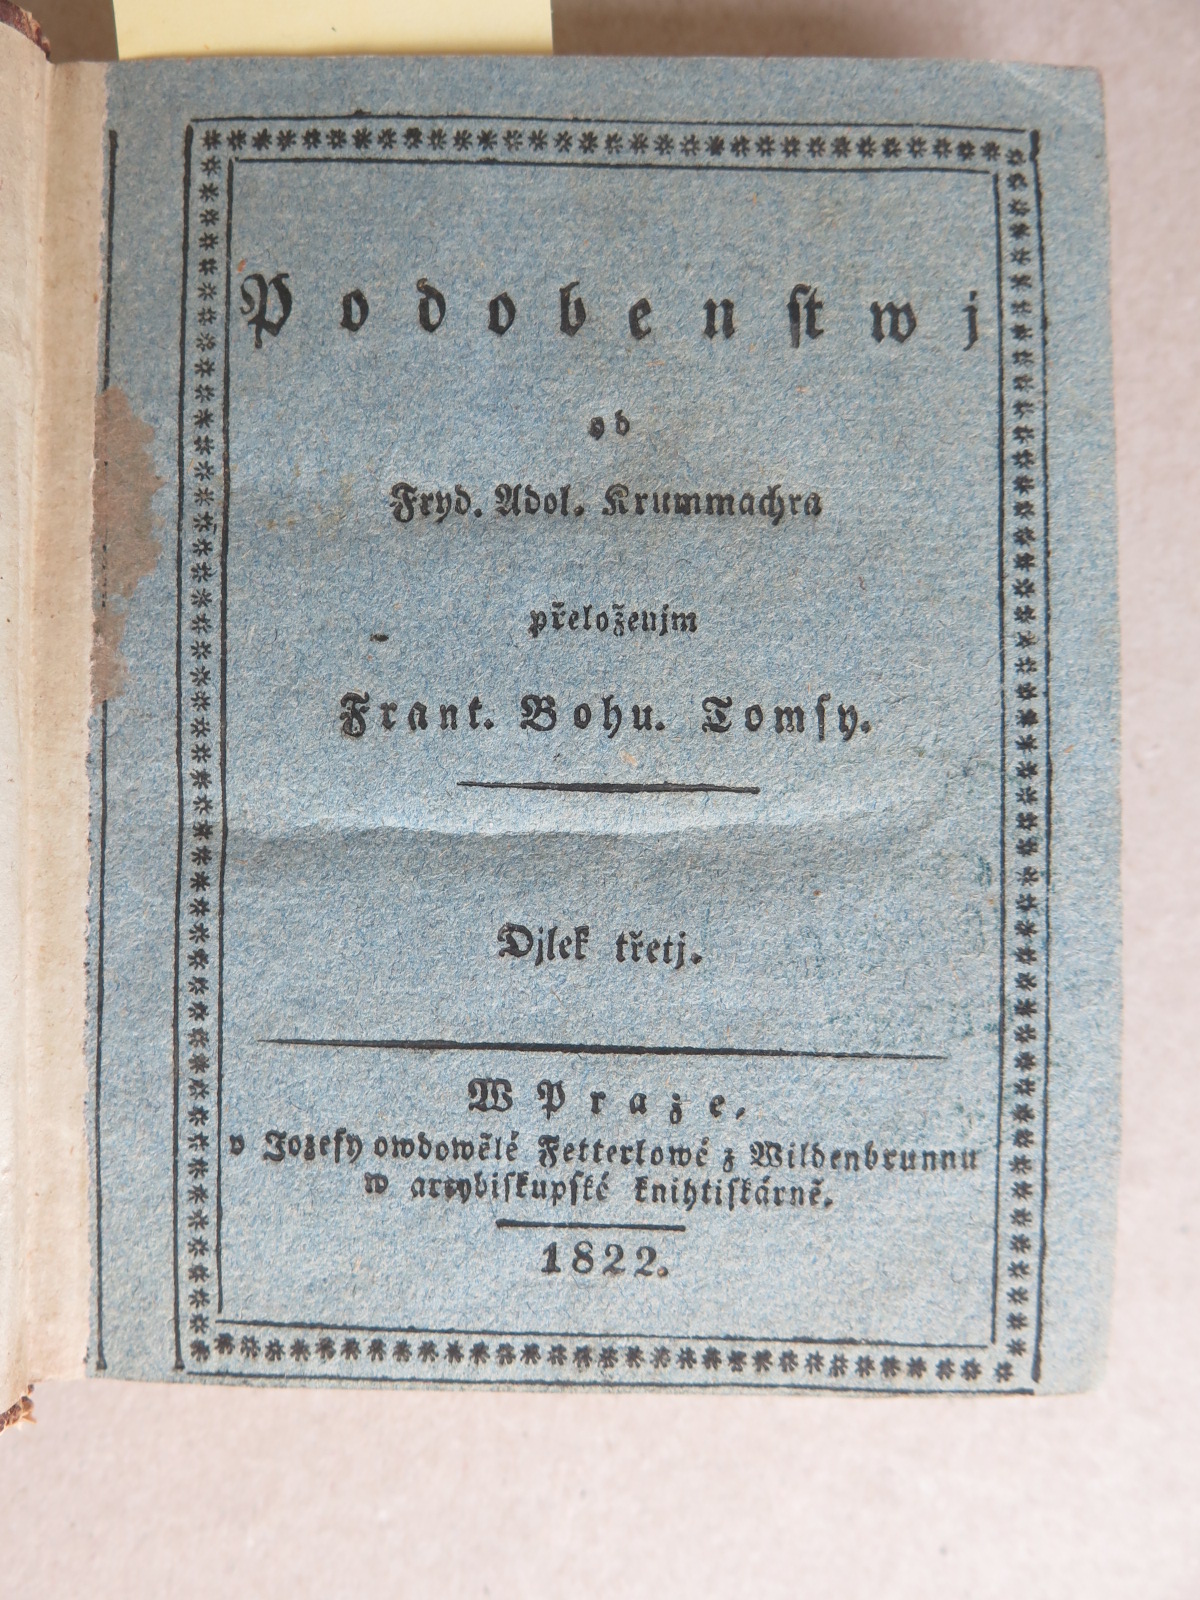 Podobenstwj
od
Fryd. Adol. Krummachra
přeloženjm
Frant. Bohu. Tomsy.
Djlek třetj.
W Praze,
v Jozefy owdowělé Fetterlowé z Wildenbrunnu
w arcybiskupské knihtiskárně.
1822.